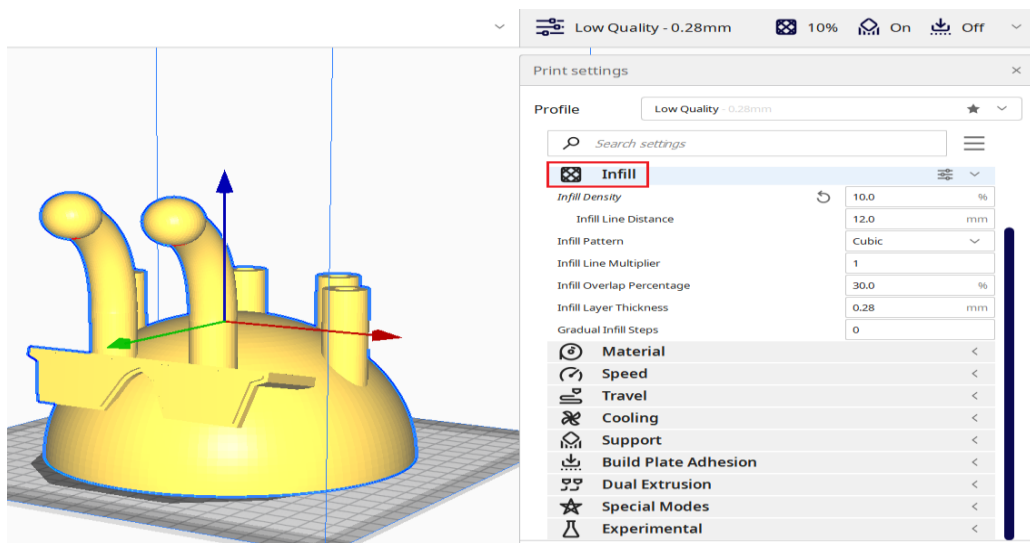 Low Quality - 0.28mm 10% On Off
Print settings
Profile Low Quality - 0.28mm
Search settings
Infill
Infill Density 10.0 %
Infill Line Distance 12.0 mm
Infill Pattern Cubic
Infill Line Multiplier 1
Infill Overlap Percentage 30.0 %
Infill Layer Thickness 0.28 mm
Gradual Infill Steps 0
Material
Speed
Travel
Cooling
Support
Build Plate Adhesion
Dual Extrusion
Special Modes
Experimental